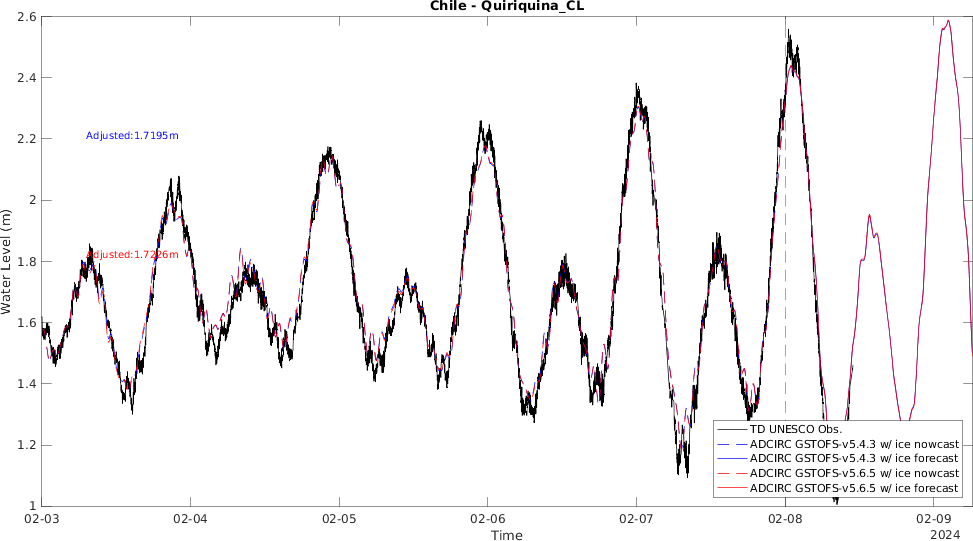 Chile - Quiriquina_CL
2.6
2.4
2.2
2
1.8
1.6
1.4
1.2
1
Water Level (m)
Adjusted:1.7195m
Adjusted:1.7226m
TD UNESCO Obs.
ADCIRC GSTOFS-v5.4.3 w/ ice nowcast
ADCIRC GSTOFS-v5.4.3 w/ ice forecast
ADCIRC GSTOFS-v5.6.5 w/ ice nowcast
ADCIRC GSTOFS-v5.6.5 w/ ice forecast
02-03 02-04 02-05 02-06 02-07 02-08 02-09
Time
2024